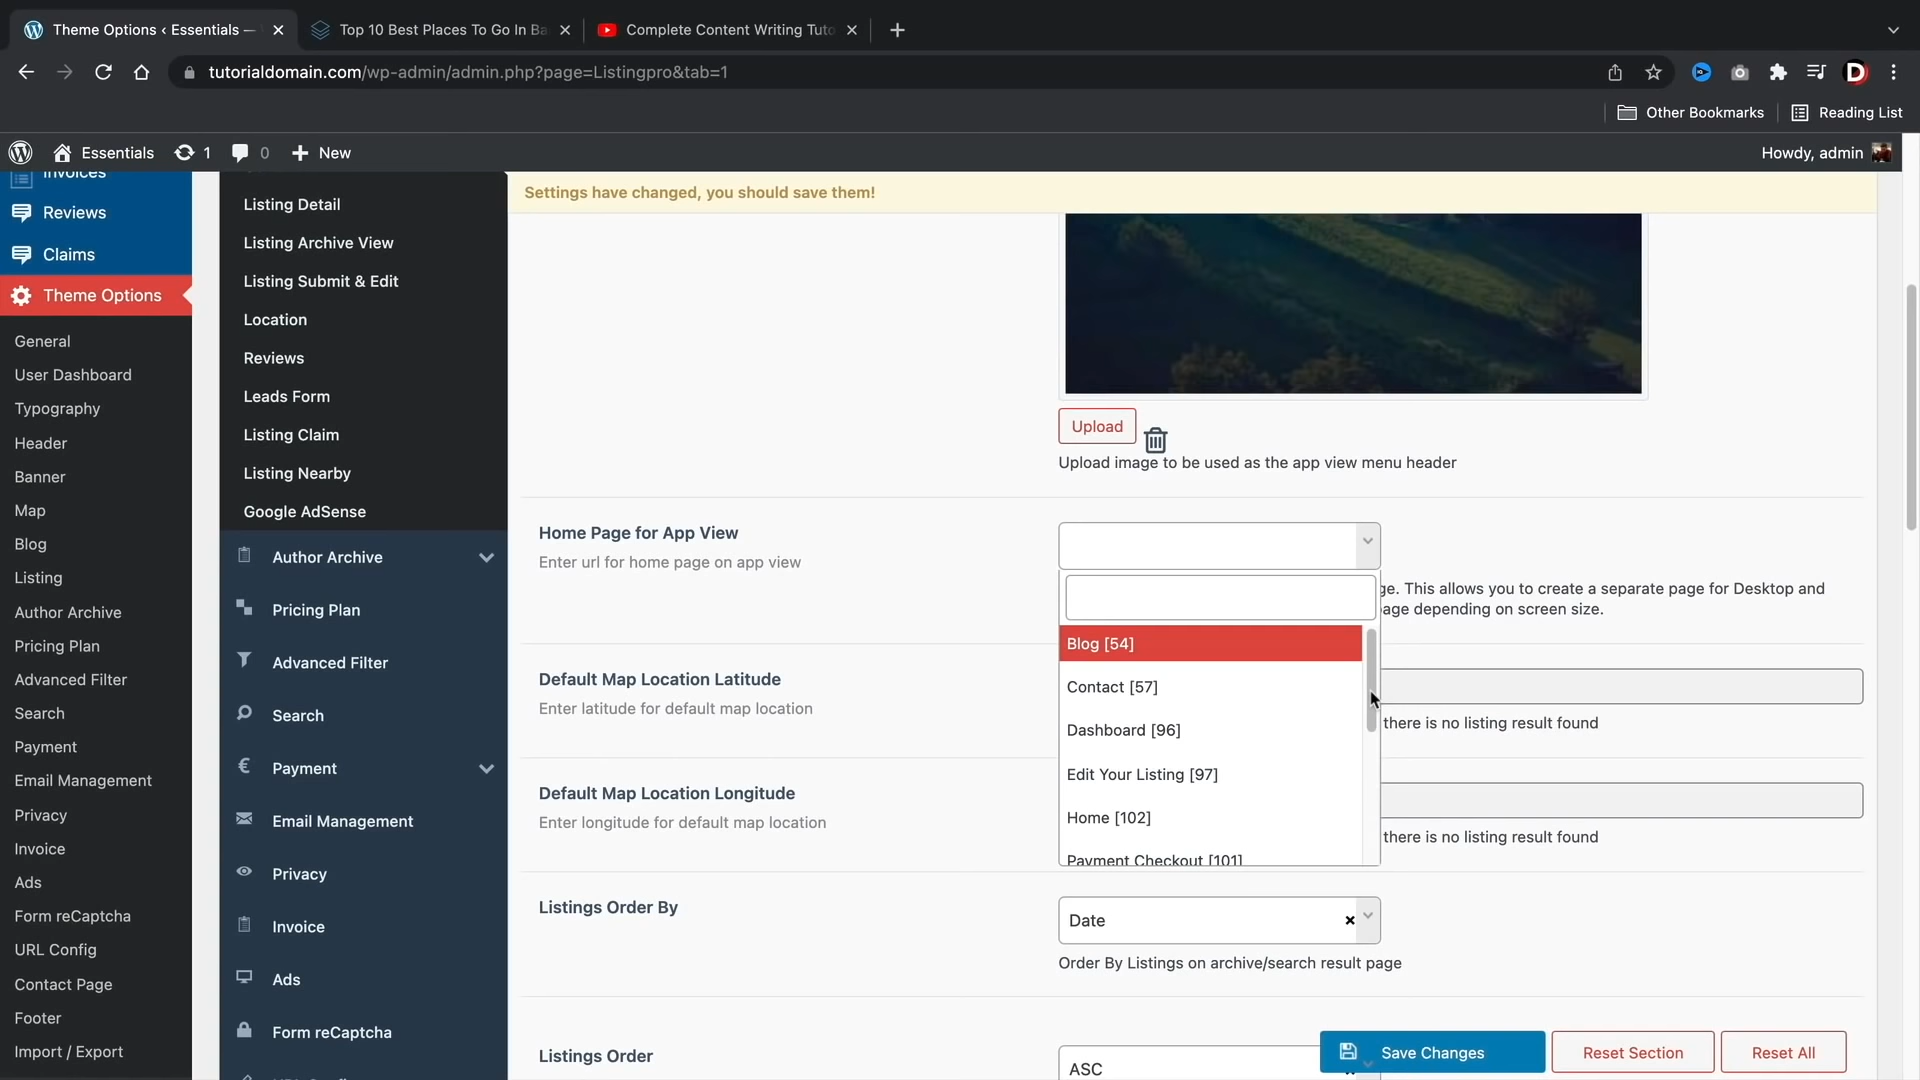 Theme Options ‹ Essentials —
Top 10 Best Places To Go In Ba
Complete Content Writing Tuto
tutorialdomain.com/wp-admin/admin.php?page=Listingpro&tab=1
Other Bookmarks
Reading List
Essentials
1
0
New
Howdy, admin
Invoices
Reviews
Claims
Theme Options
General
User Dashboard
Typography
Header
Banner
Map
Blog
Listing
Author Archive
Pricing Plan
Advanced Filter
Search
Payment
Email Management
Privacy
Invoice
Ads
Form reCaptcha
URL Config
Contact Page
Footer
Import / Export
Listing Detail
Listing Archive View
Listing Submit & Edit
Location
Reviews
Leads Form
Listing Claim
Listing Nearby
Google AdSense
Author Archive
Pricing Plan
Advanced Filter
Search
Payment
Email Management
Privacy
Invoice
Ads
Form reCaptcha
Settings have changed, you should save them!
Upload
Upload image to be used as the app view menu header
Home Page for App View
Enter url for home page on app view
ge. This allows you to create a separate page for Desktop and
age depending on screen size.
Blog [54]
Contact [57]
Dashboard [96]
Edit Your Listing [97]
Home [102]
Payment Checkout [101]
Default Map Location Latitude
Enter latitude for default map location
there is no listing result found
Default Map Location Longitude
Enter longitude for default map location
there is no listing result found
Listings Order By
Date
Order By Listings on archive/search result page
Listings Order
ASC
Save Changes
Reset Section
Reset All